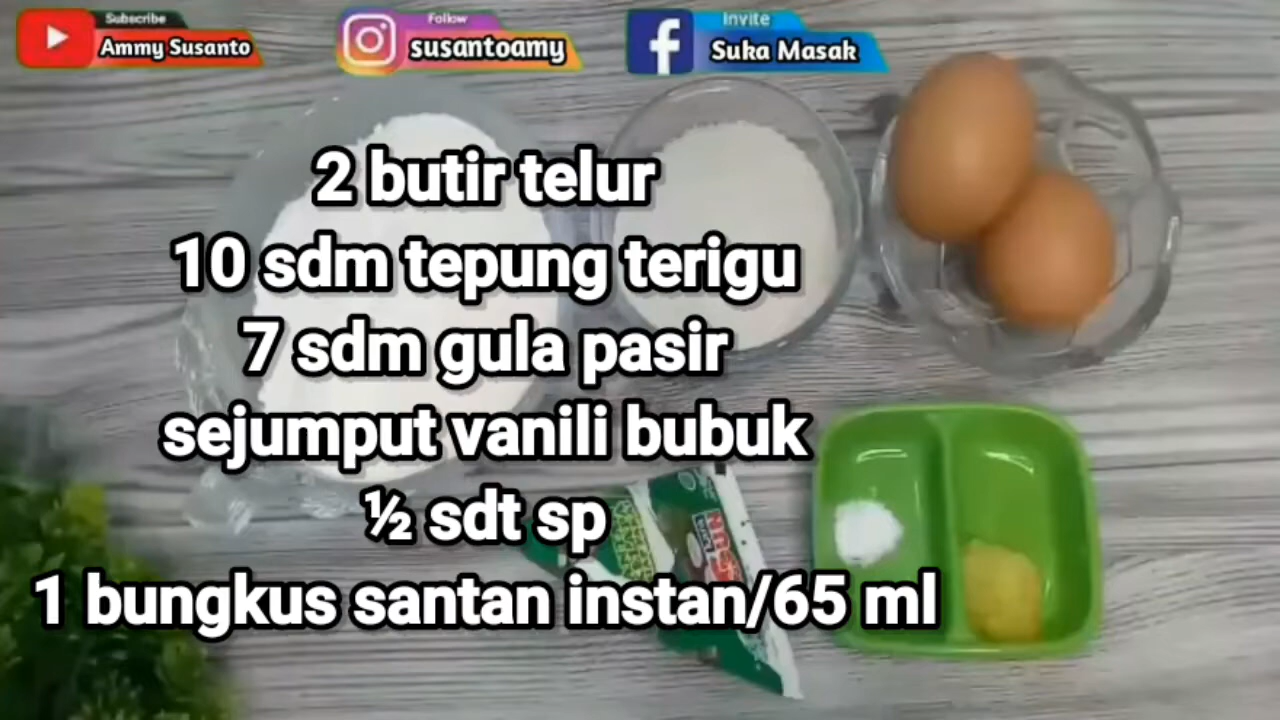 Subscribe
Ammy Susanto
Follow
susantoamy
Invite
Suka Masak
2 butir telur
10 sdm tepung terigu
7 sdm gula pasir
sejumput vanili bubuk
½ sdt sp
1 bungkus santan instan/65 ml